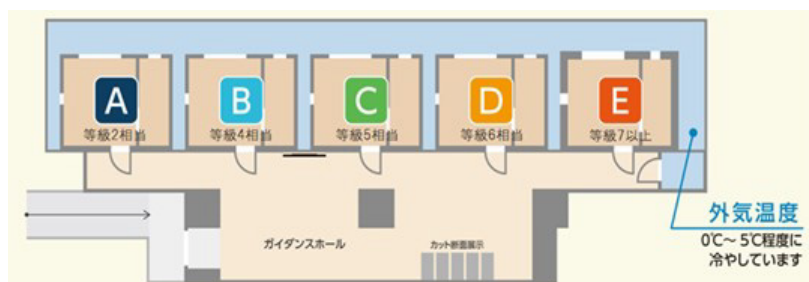 A
B
C
D
E
等級2相当
等級4相当
等級5相当
等級6相当
等級7以上
外気温度
0℃～5℃程度に
冷やしています
ガイダンスホール
カット断面展示